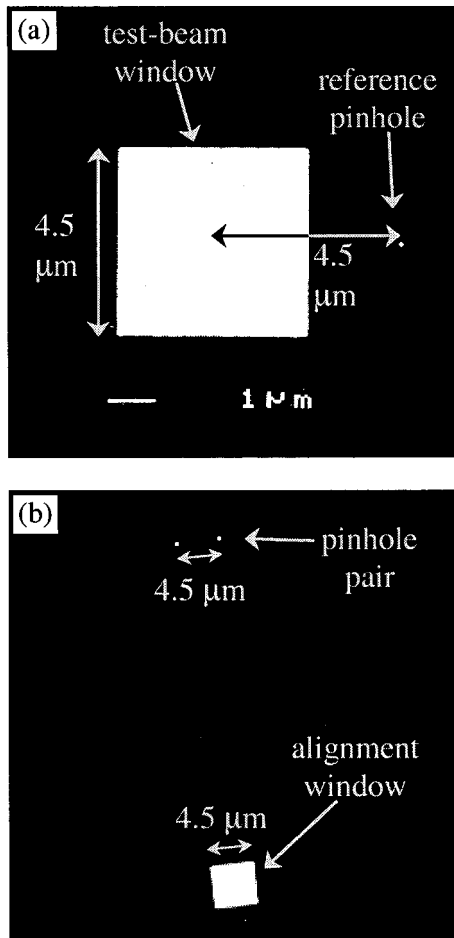 (a)
test-beam
window
reference
pinhole
4.5
μm
4.5
μm
1 μm
(b)
pinhole
pair
4.5 μm
alignment
window
4.5 μm